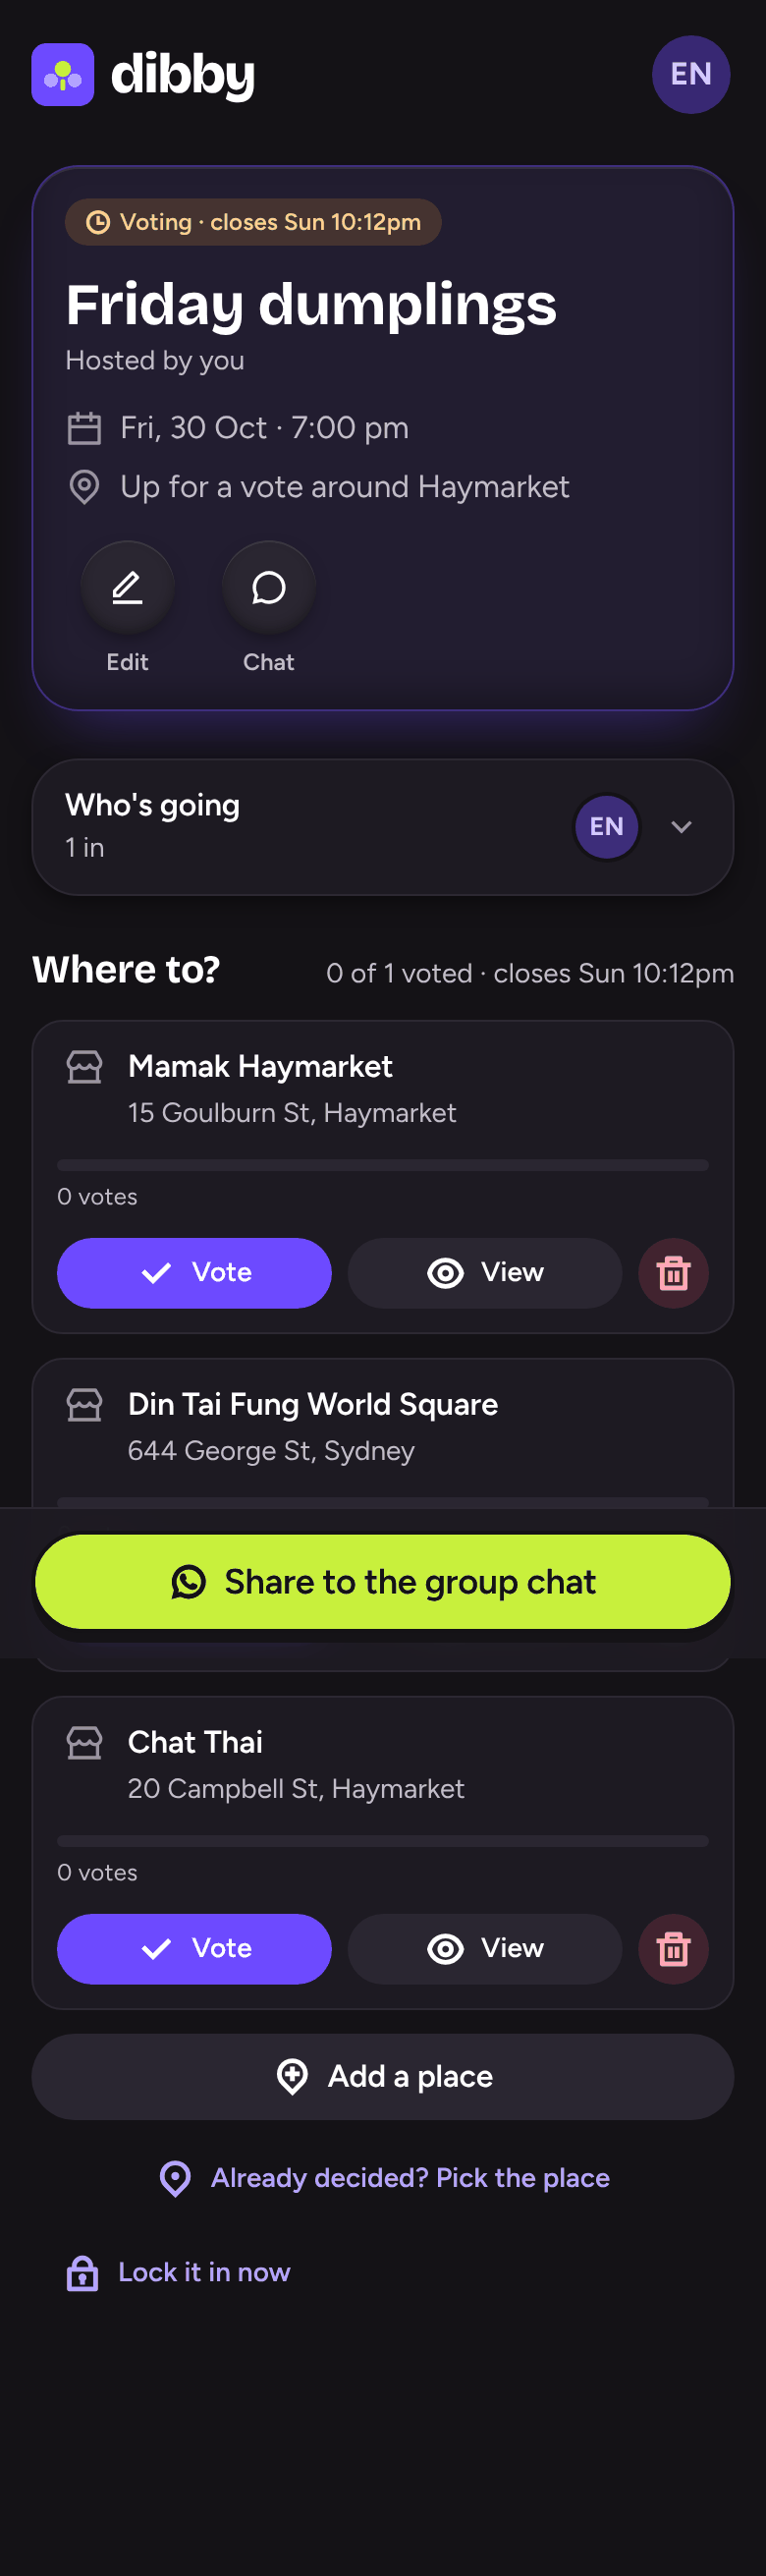 dibby
EN
Voting · closes Sun 10:12pm
Friday dumplings
Hosted by you
Fri, 30 Oct · 7:00 pm
Up for a vote around Haymarket
Edit
Chat
Who's going
1 in
EN
Where to?
0 of 1 voted · closes Sun 10:12pm
Mamak Haymarket
15 Goulburn St, Haymarket
0 votes
Vote
View
Din Tai Fung World Square
644 George St, Sydney
Share to the group chat
Chat Thai
20 Campbell St, Haymarket
0 votes
Vote
View
Add a place
Already decided? Pick the place
Lock it in now